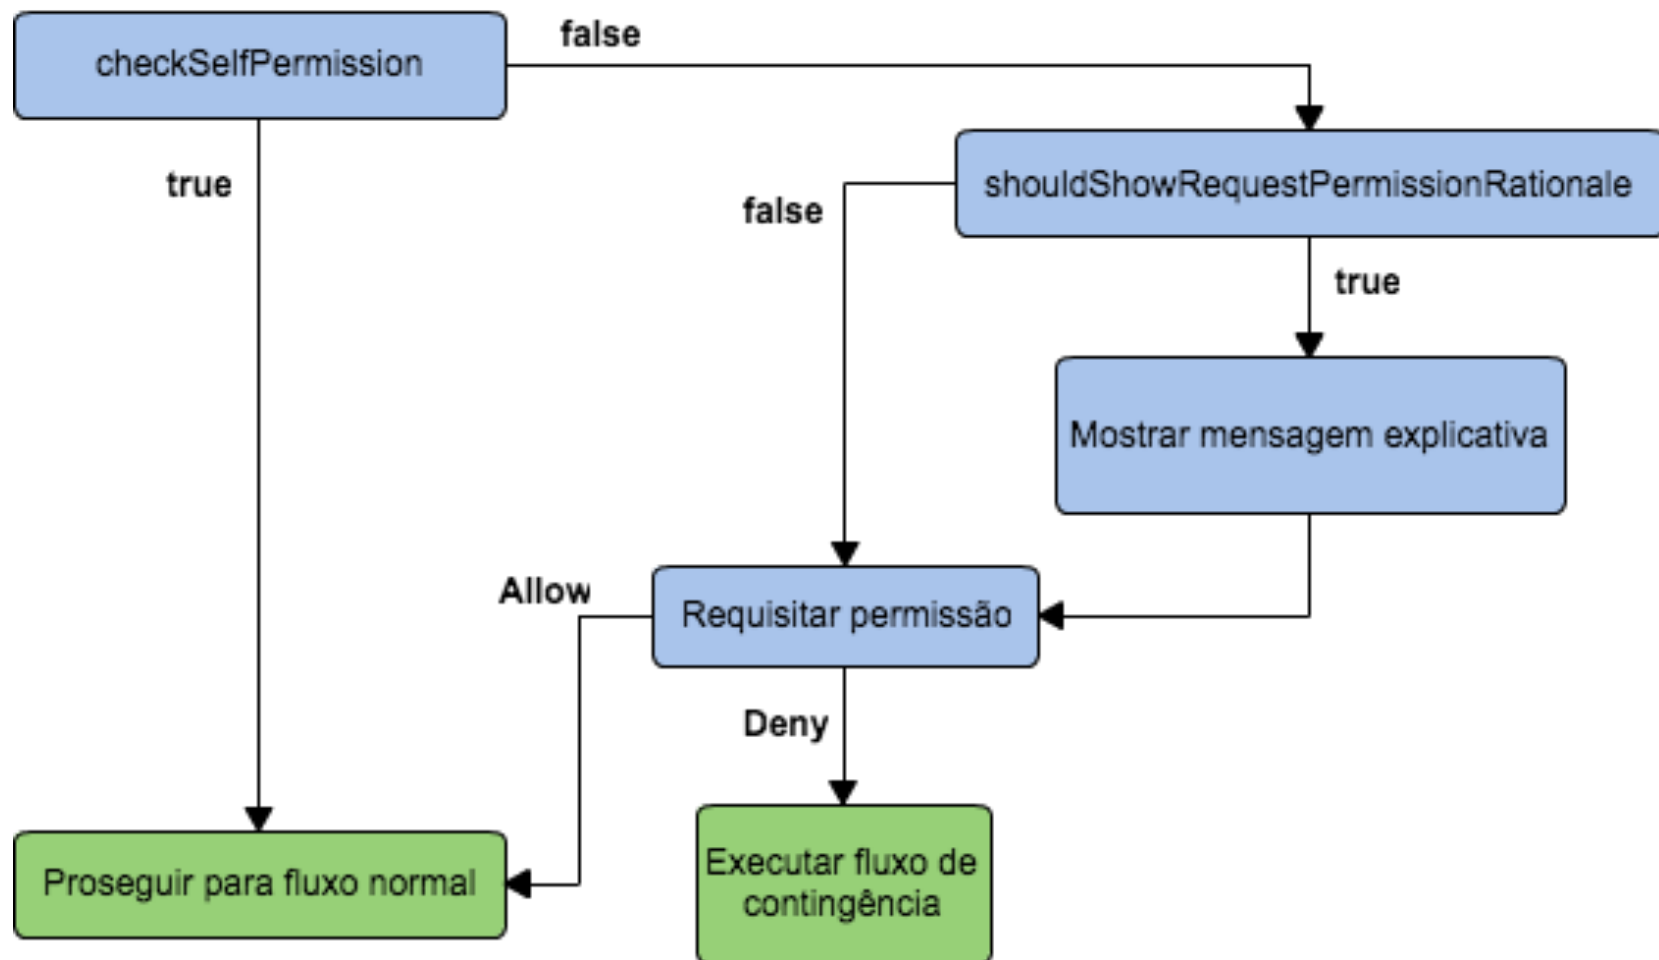 false
checkSelfPermission
true
shouldShowRequestPermissionRationale
false
true
Mostrar mensagem explicativa
Allow
Requisitar permissão
Deny
Proseguir para fluxo normal
Executar fluxo de
contingência